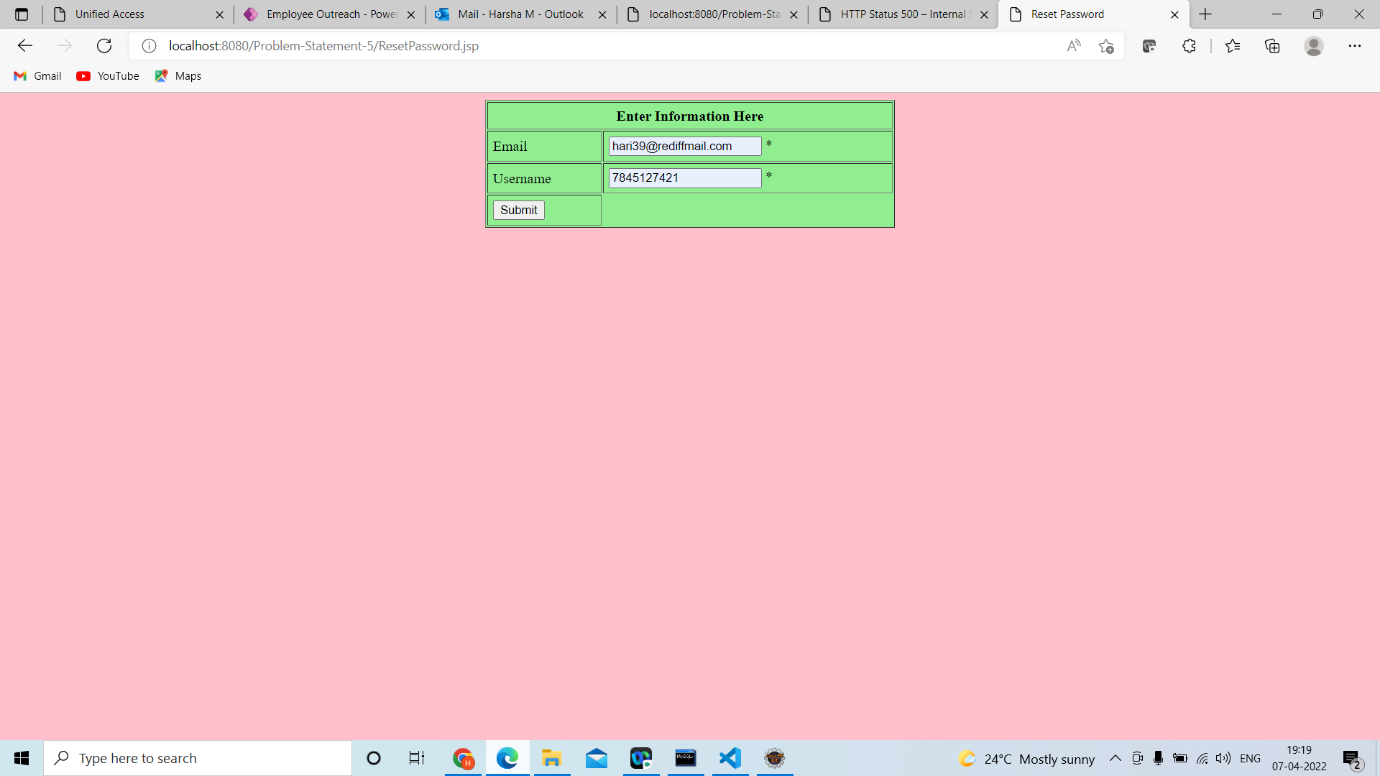 Unified Access
Employee Outreach - Power
Mail - Harsha M - Outlook
localhost:8080/Problem-Sta
HTTP Status 500 – Internal S
Reset Password
localhost:8080/Problem-Statement-5/ResetPassword.jsp
Gmail
YouTube
Maps
Enter Information Here
Email hari39@rediffmail.com *
Username 7845127421 *
Submit
Type here to search
24°C Mostly sunny
ENG
19:19
07-04-2022
2